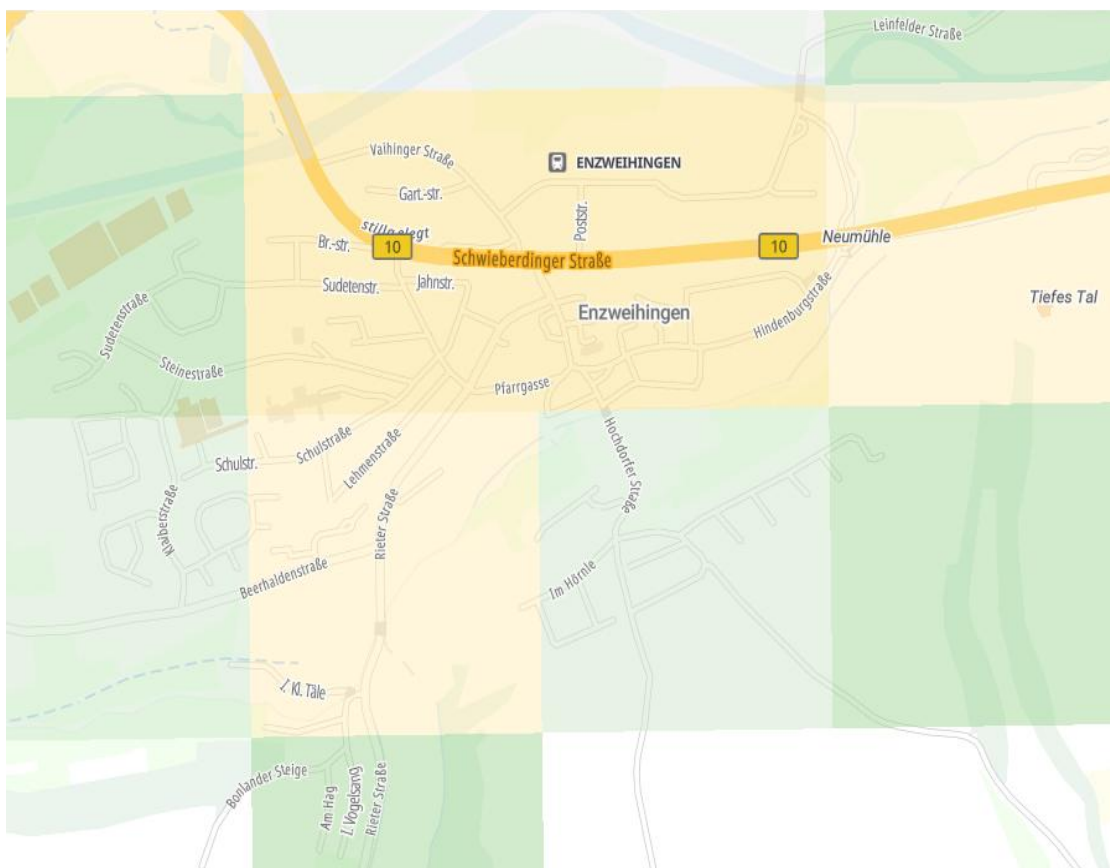 Leinfelder Straße
Vaihinger Straße
ENZWEIHINGEN
Gart.-str.
Poststr.
stillgelegt
Br.-str.
10
10
Neumühle
Schwieberdinger Straße
Sudetenstr.
Jahnstr.
Tiefes Tal
Sudetenstraße
Enzweihingen
Hindenburgstraße
Steinestraße
Pfarrgasse
Hochdorfer Straße
Schulstraße
Lehmenstraße
Schulstr.
Klaiberstraße
Rieter Straße
Beerhaldenstraße
Im Hörnle
I. Kl. Täle
Bonlander Steige
Am Hag
I. Vogelsang
Rieter Straße